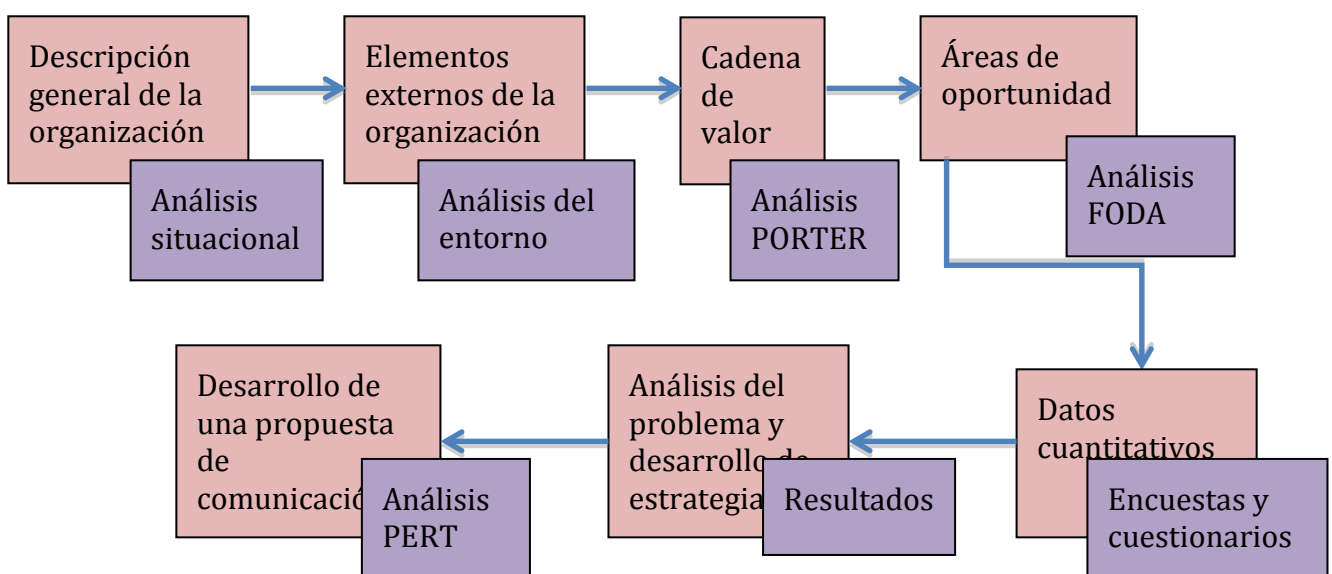 Descripción
general de la
organización
Análisis
situacional
Elementos
externos de la
organización
Análisis del
entorno
Cadena
de
valor
Análisis
PORTER
Áreas de
oportunidad
Análisis
FODA
Datos
cuantitativos
Encuestas y
cuestionarios
Análisis del
problema y
desarrollo de
estrategia
Resultados
Desarrollo de
una propuesta
de
comunicació
Análisis
PERT